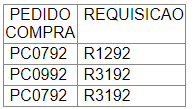 PEDIDO REQUISICAO
COMPRA
PC0792 R1292
PC0992 R3192
PC0792 R3192